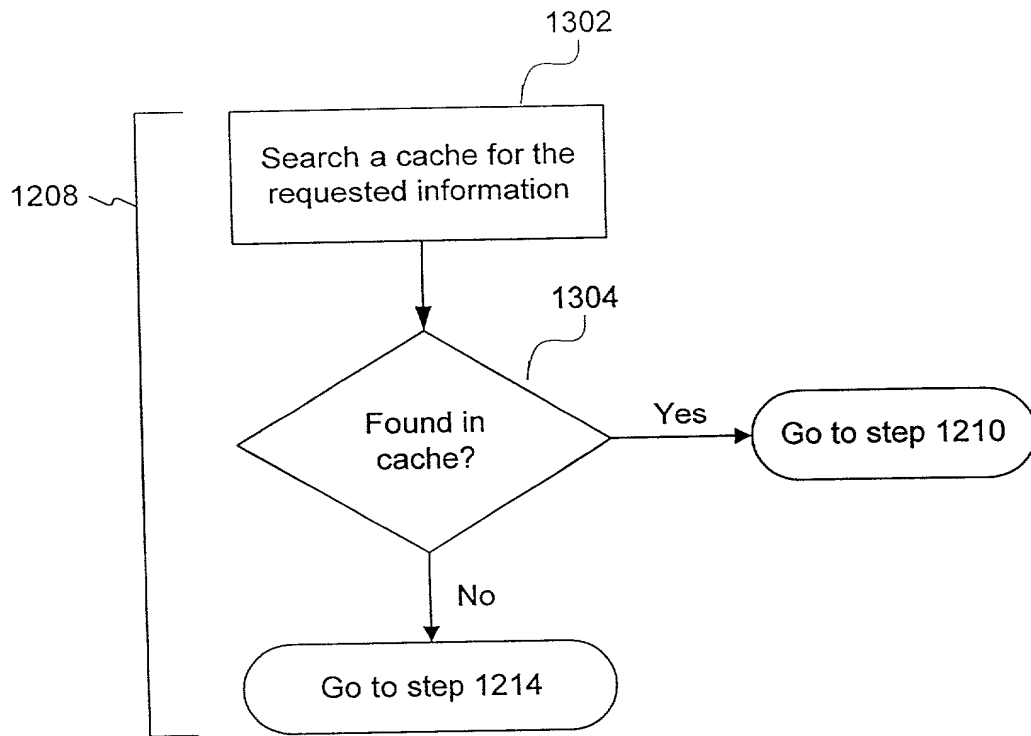 1302
Search a cache for the
requested information
1208
1304
Found in
cache?
Yes
Go to step 1210
No
Go to step 1214